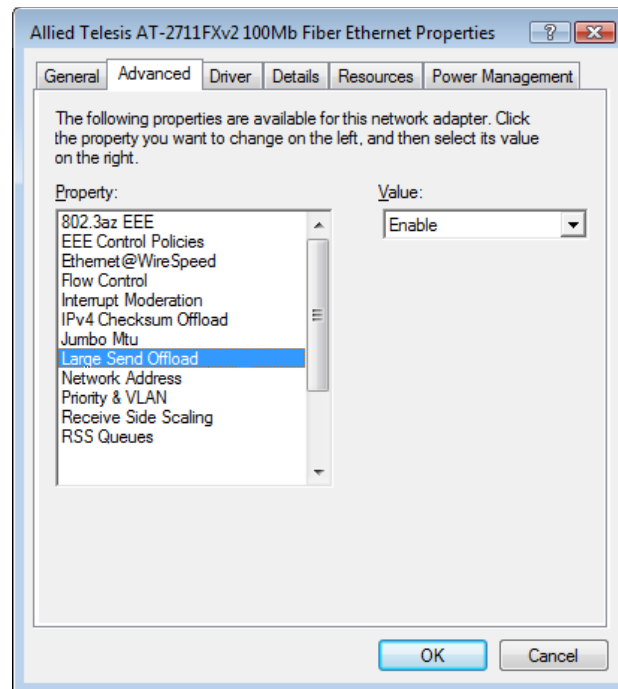 Allied Telesis AT-2711FXv2 100Mb Fiber Ethernet Properties
General Advanced Driver Details Resources Power Management
The following properties are available for this network adapter. Click
the property you want to change on the left, and then select its value
on the right.
Property:
Value:
802.3az EEE
EEE Control Policies
Ethernet@WireSpeed
Flow Control
Interrupt Moderation
IPv4 Checksum Offload
Jumbo Mtu
Large Send Offload
Network Address
Priority & VLAN
Receive Side Scaling
RSS Queues
Enable
OK
Cancel